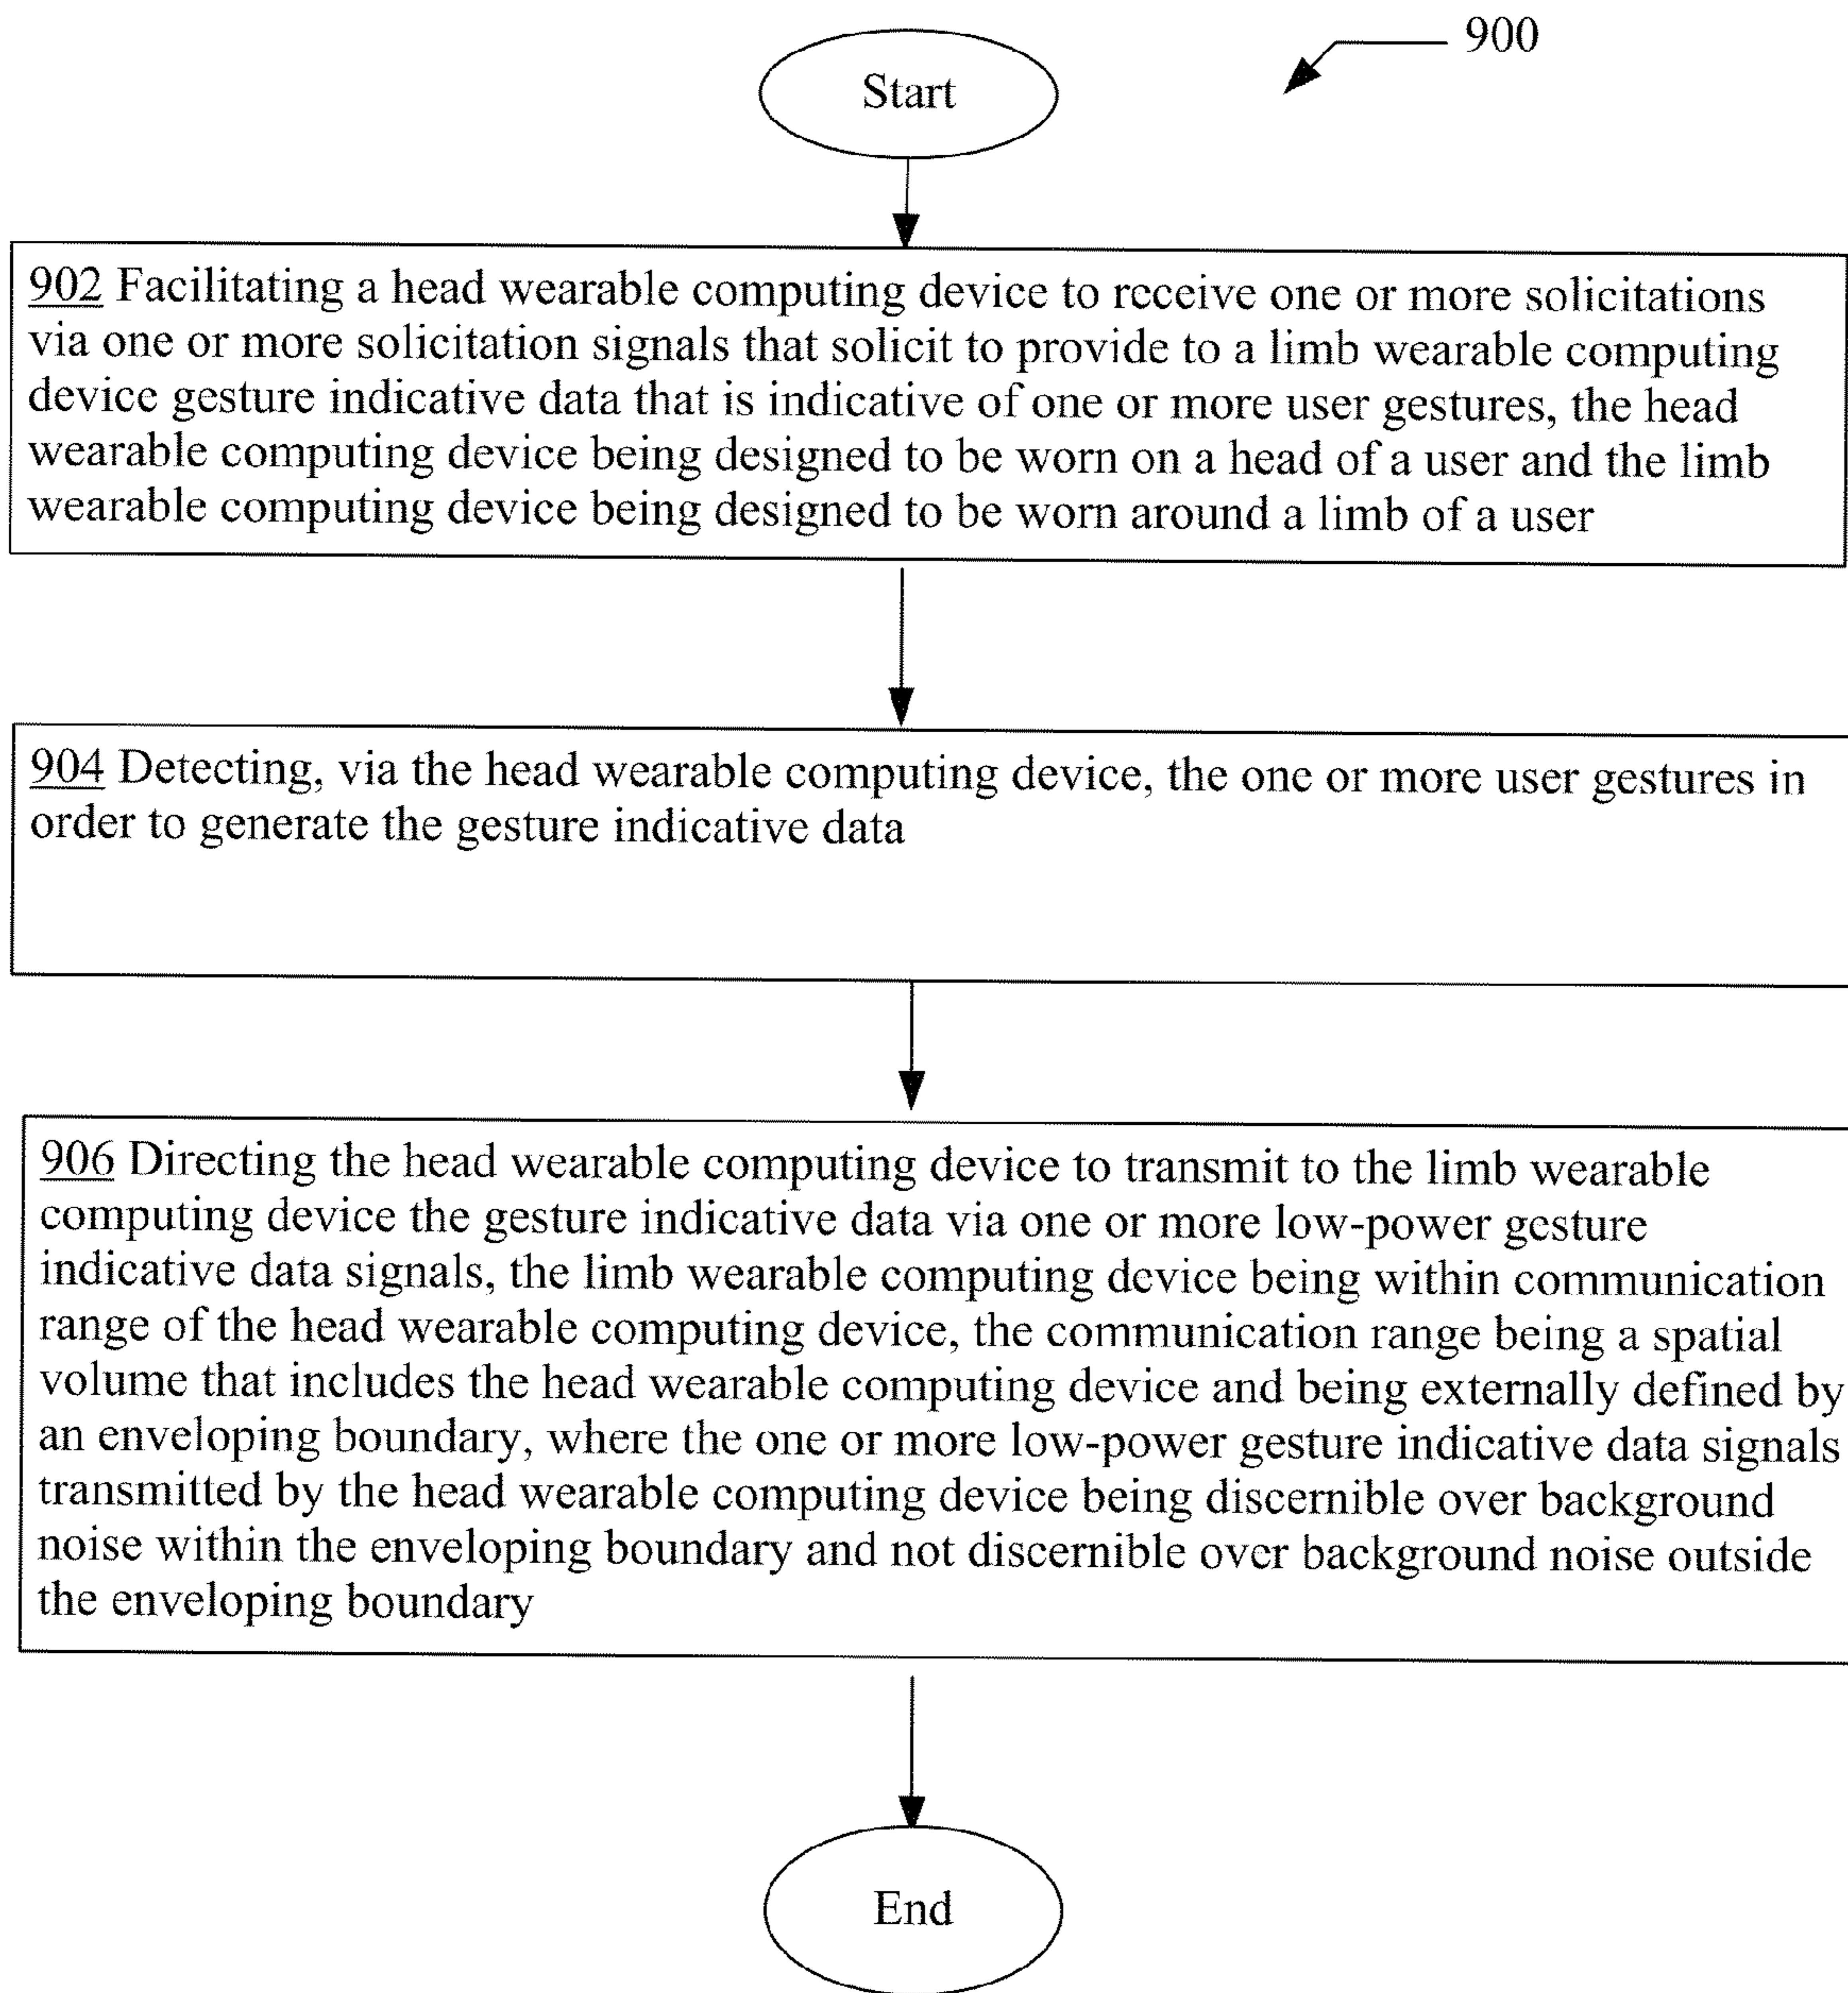 900
Start
902 Facilitating a head wearable computing device to receive one or more solicitations
via one or more solicitation signals that solicit to provide to a limb wearable computing
device gesture indicative data that is indicative of one or more user gestures, the head
wearable computing device being designed to be worn on a head of a user and the limb
wearable computing device being designed to be worn around a limb of a user
904 Detecting, via the head wearable computing device, the one or more user gestures in
order to generate the gesture indicative data
906 Directing the head wearable computing device to transmit to the limb wearable
computing device the gesture indicative data via one or more low-power gesture
indicative data signals, the limb wearable computing device being within communication
range of the head wearable computing device, the communication range being a spatial
volume that includes the head wearable computing device and being externally defined by
an enveloping boundary, where the one or more low-power gesture indicative data signals
transmitted by the head wearable computing device being discernible over background
noise within the enveloping boundary and not discernible over background noise outside
the enveloping boundary
End